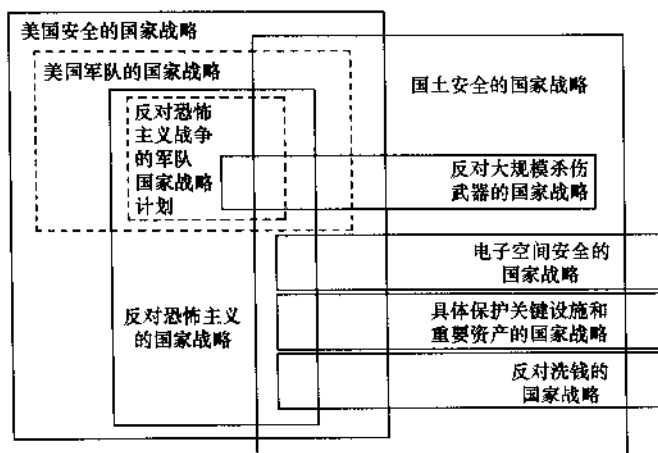 美国安全的国家战略
美国军队的国家战略
国土安全的国家战略
反对恐怖
主义战争
的军队
国家战略
计划
反对大规模杀伤
武器的国家战略
电子空间安全的
国家战略
反对恐怖主义
的国家战略
具体保护关键设施和
重要资产的国家战略
反对洗钱的
国家战略